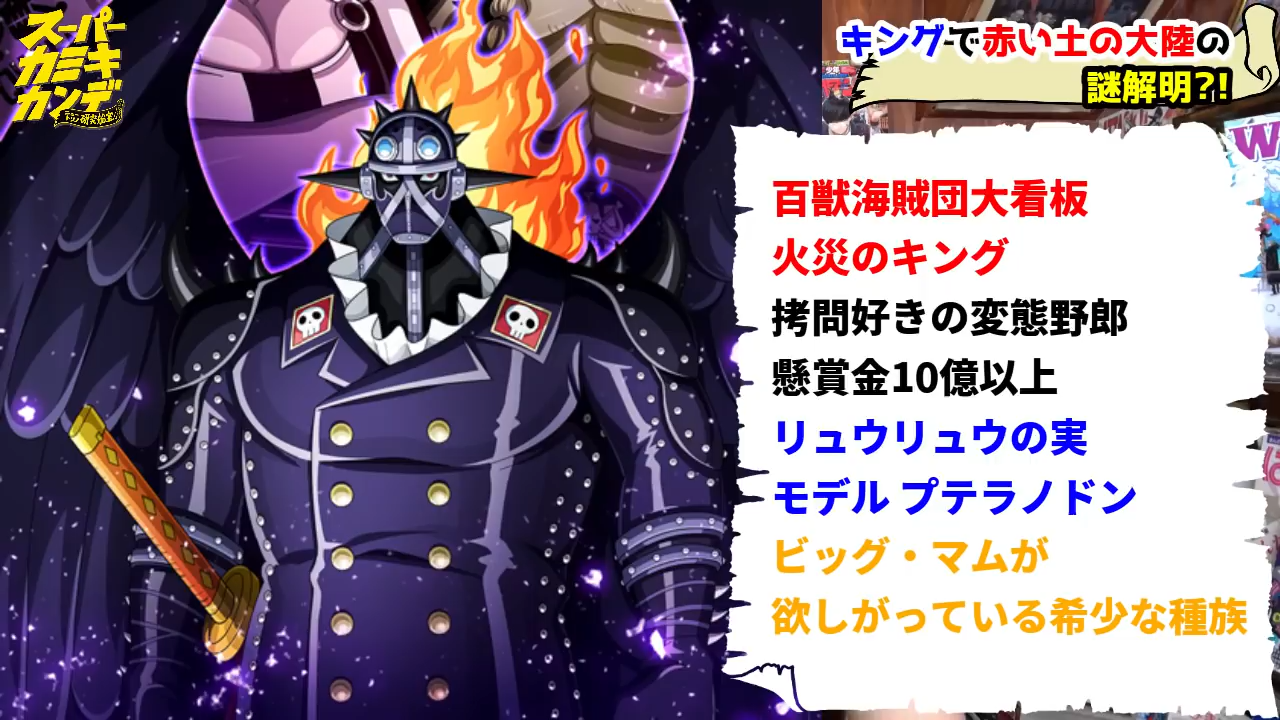 スーパー
カミキ
カンデ
キングで赤い土の大陸の
謎解明?!
百獣海賊団大看板
火災のキング
拷問好きの変態野郎
懸賞金10億以上
リュウリュウの実
モデル プテラノドン
ビッグ・マムが
欲しがっている希少な種族
W